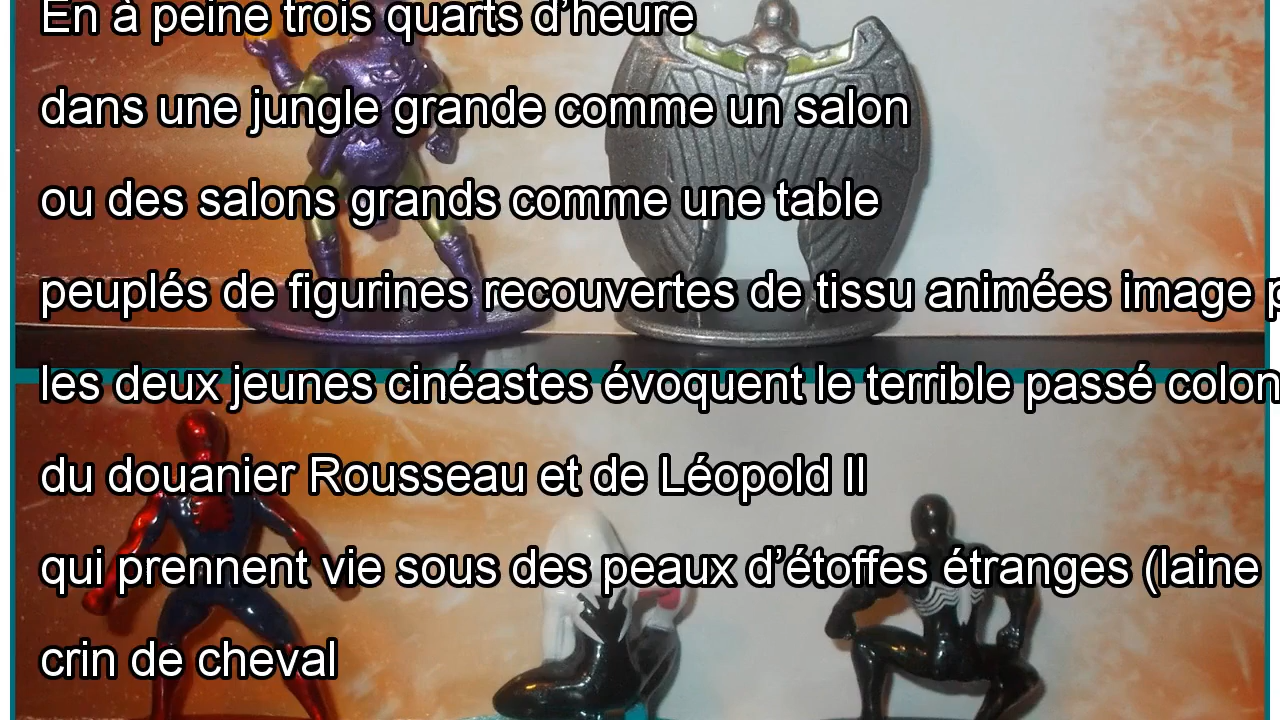 En à peine trois quarts d’heure
dans une jungle grande comme un salon
ou des salons grands comme une table
peuplés de figurines recouvertes de tissu animées image
les deux jeunes cinéastes évoquent le terrible passé
du douanier Rousseau et de Léopold II
qui prennent vie sous des peaux d’étoffes étranges (laine
crin de cheval